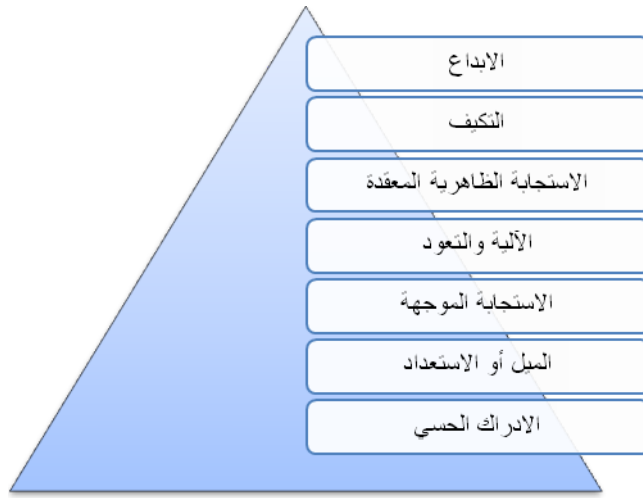 الابداع
التكيف
الاستجابة الظاهرية المعقدة
الآلية والتعود
الاستجابة الموجهة
الميل أو الاستعداد
الادراك الحسي